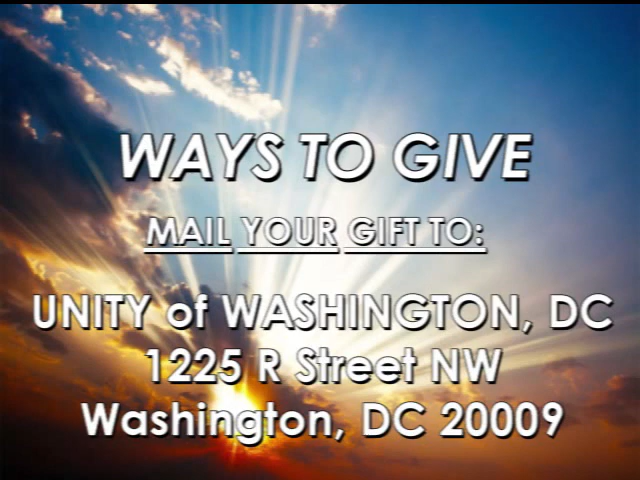 WAYS TO GIVE
MAIL YOUR GIFT TO:
UNITY of WASHINGTON, DC
1225 R Street NW
Washington, DC 20009